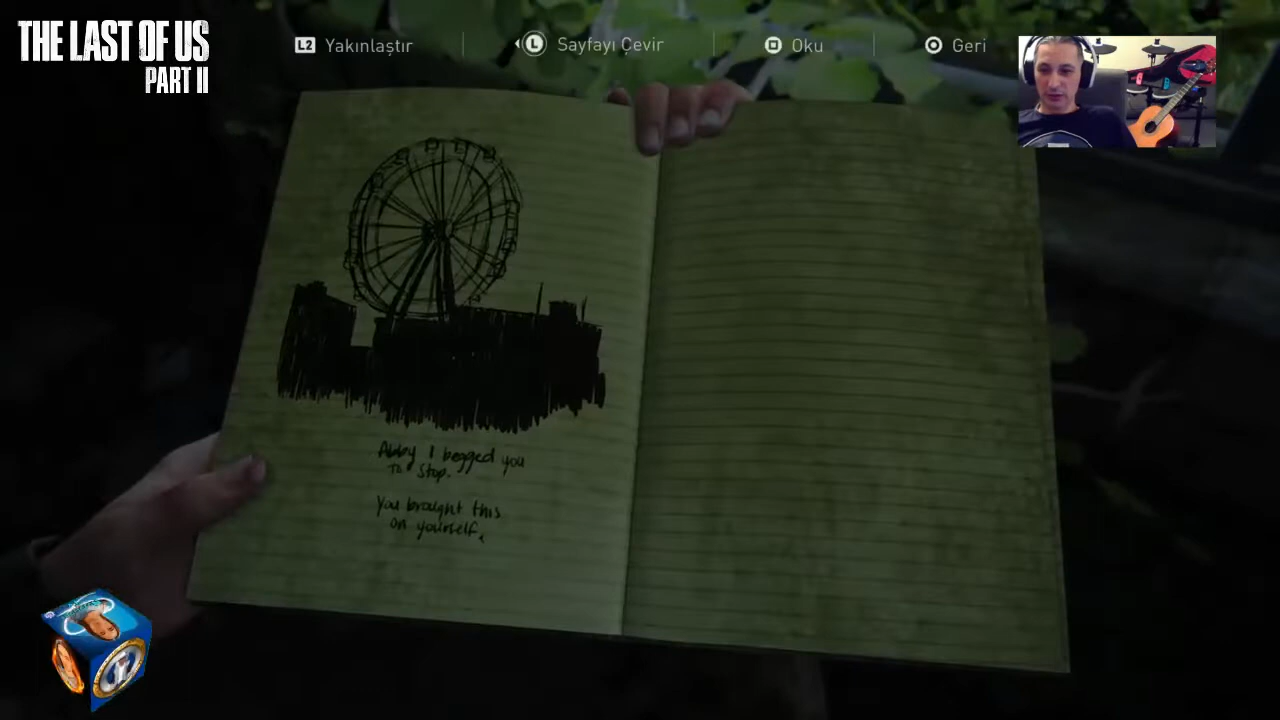 THE LAST OF US
PART II
L2 Yakınlaştır
L Sayfayı Çevir
Oku
Geri
Abby I begged you
to stop.
You brought this
on yourself.